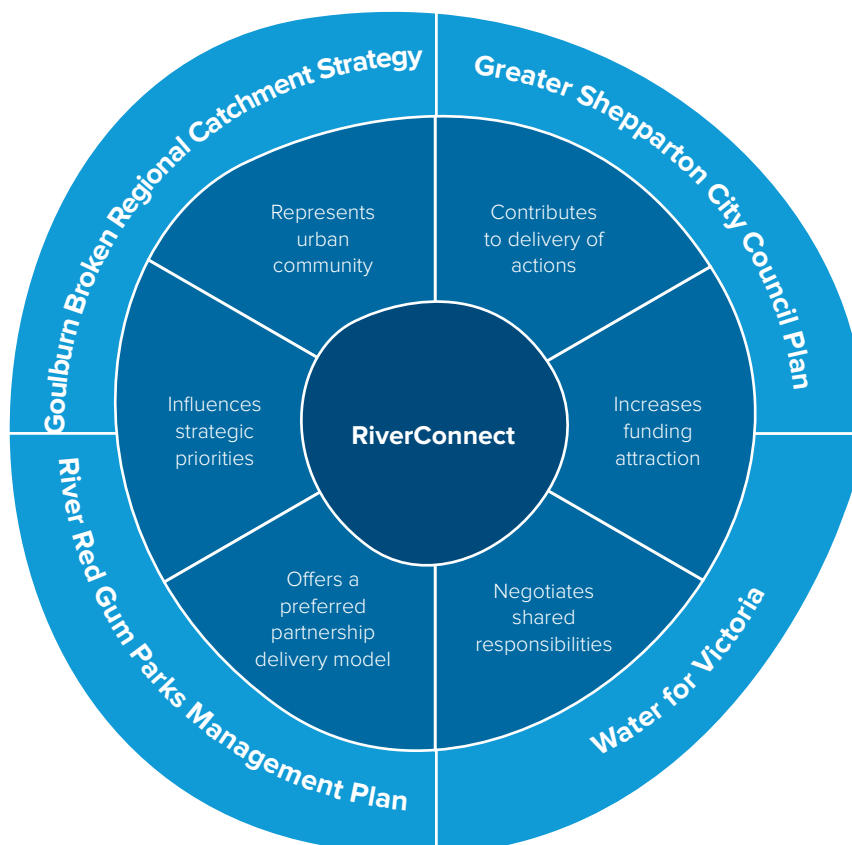 Goulburn Broken Regional Catchment Strategy
Greater Shepparton City Council Plan
Represents
urban
community
Contributes
to delivery of
actions
Influences
strategic
priorities
RiverConnect
Increases
funding
attraction
Offers a
preferred
partnership
delivery model
Negotiates
shared
responsibilities
River Red Gum Parks Management Plan
Water for Victoria